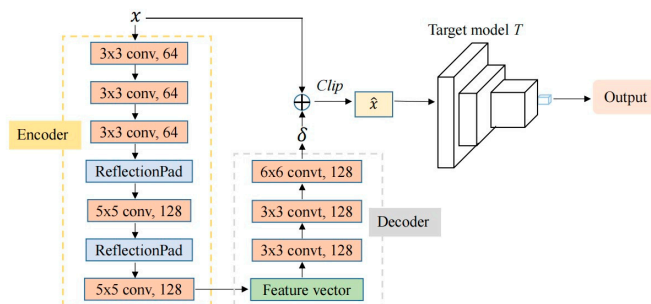 x
3x3 conv, 64
3x3 conv, 64
3x3 conv, 64
ReflectionPad
5x5 conv, 128
ReflectionPad
5x5 conv, 128
Encoder
Feature vector
3x3 convt, 128
3x3 convt, 128
6x6 convt, 128
Decoder
δ
Clip
x̂
Target model T
Output